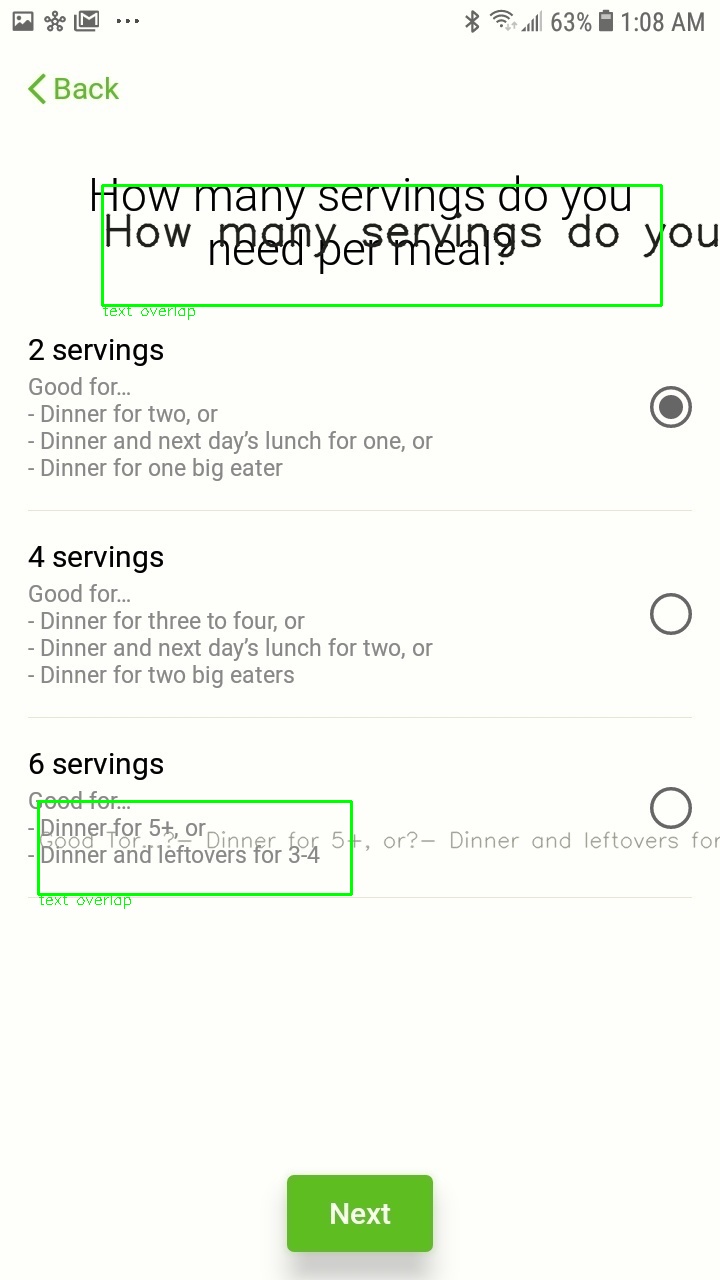 63% 1:08 AM
Back
How many servings do you
How many servings do you
need per meal?
text overlap
2 servings
Good for…
- Dinner for two, or
- Dinner and next day’s lunch for one, or
- Dinner for one big eater
4 servings
Good for…
- Dinner for three to four, or
- Dinner and next day’s lunch for two, or
- Dinner for two big eaters
6 servings
Good for…
- Dinner for 5+, or
Good for...?– Dinner for 5+, or?– Dinner and leftovers for
- Dinner and leftovers for 3-4
text overlap
Next